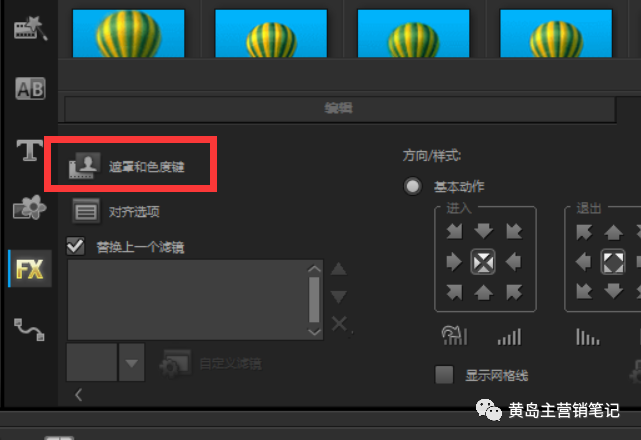 编辑
AB
T
遮罩和色度键
方向/样式:
基本动作
对齐选项
进入
退出
替换上一个滤镜
FX
自定义滤镜
显示网格线
黄岛主营销笔记